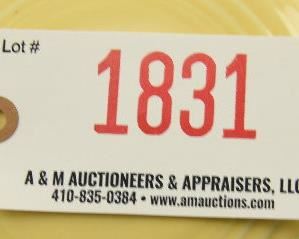 Lot #
1831
A & M AUCTIONEERS & APPRAISERS, LLC
410-835-0384 • www.amauctions.com